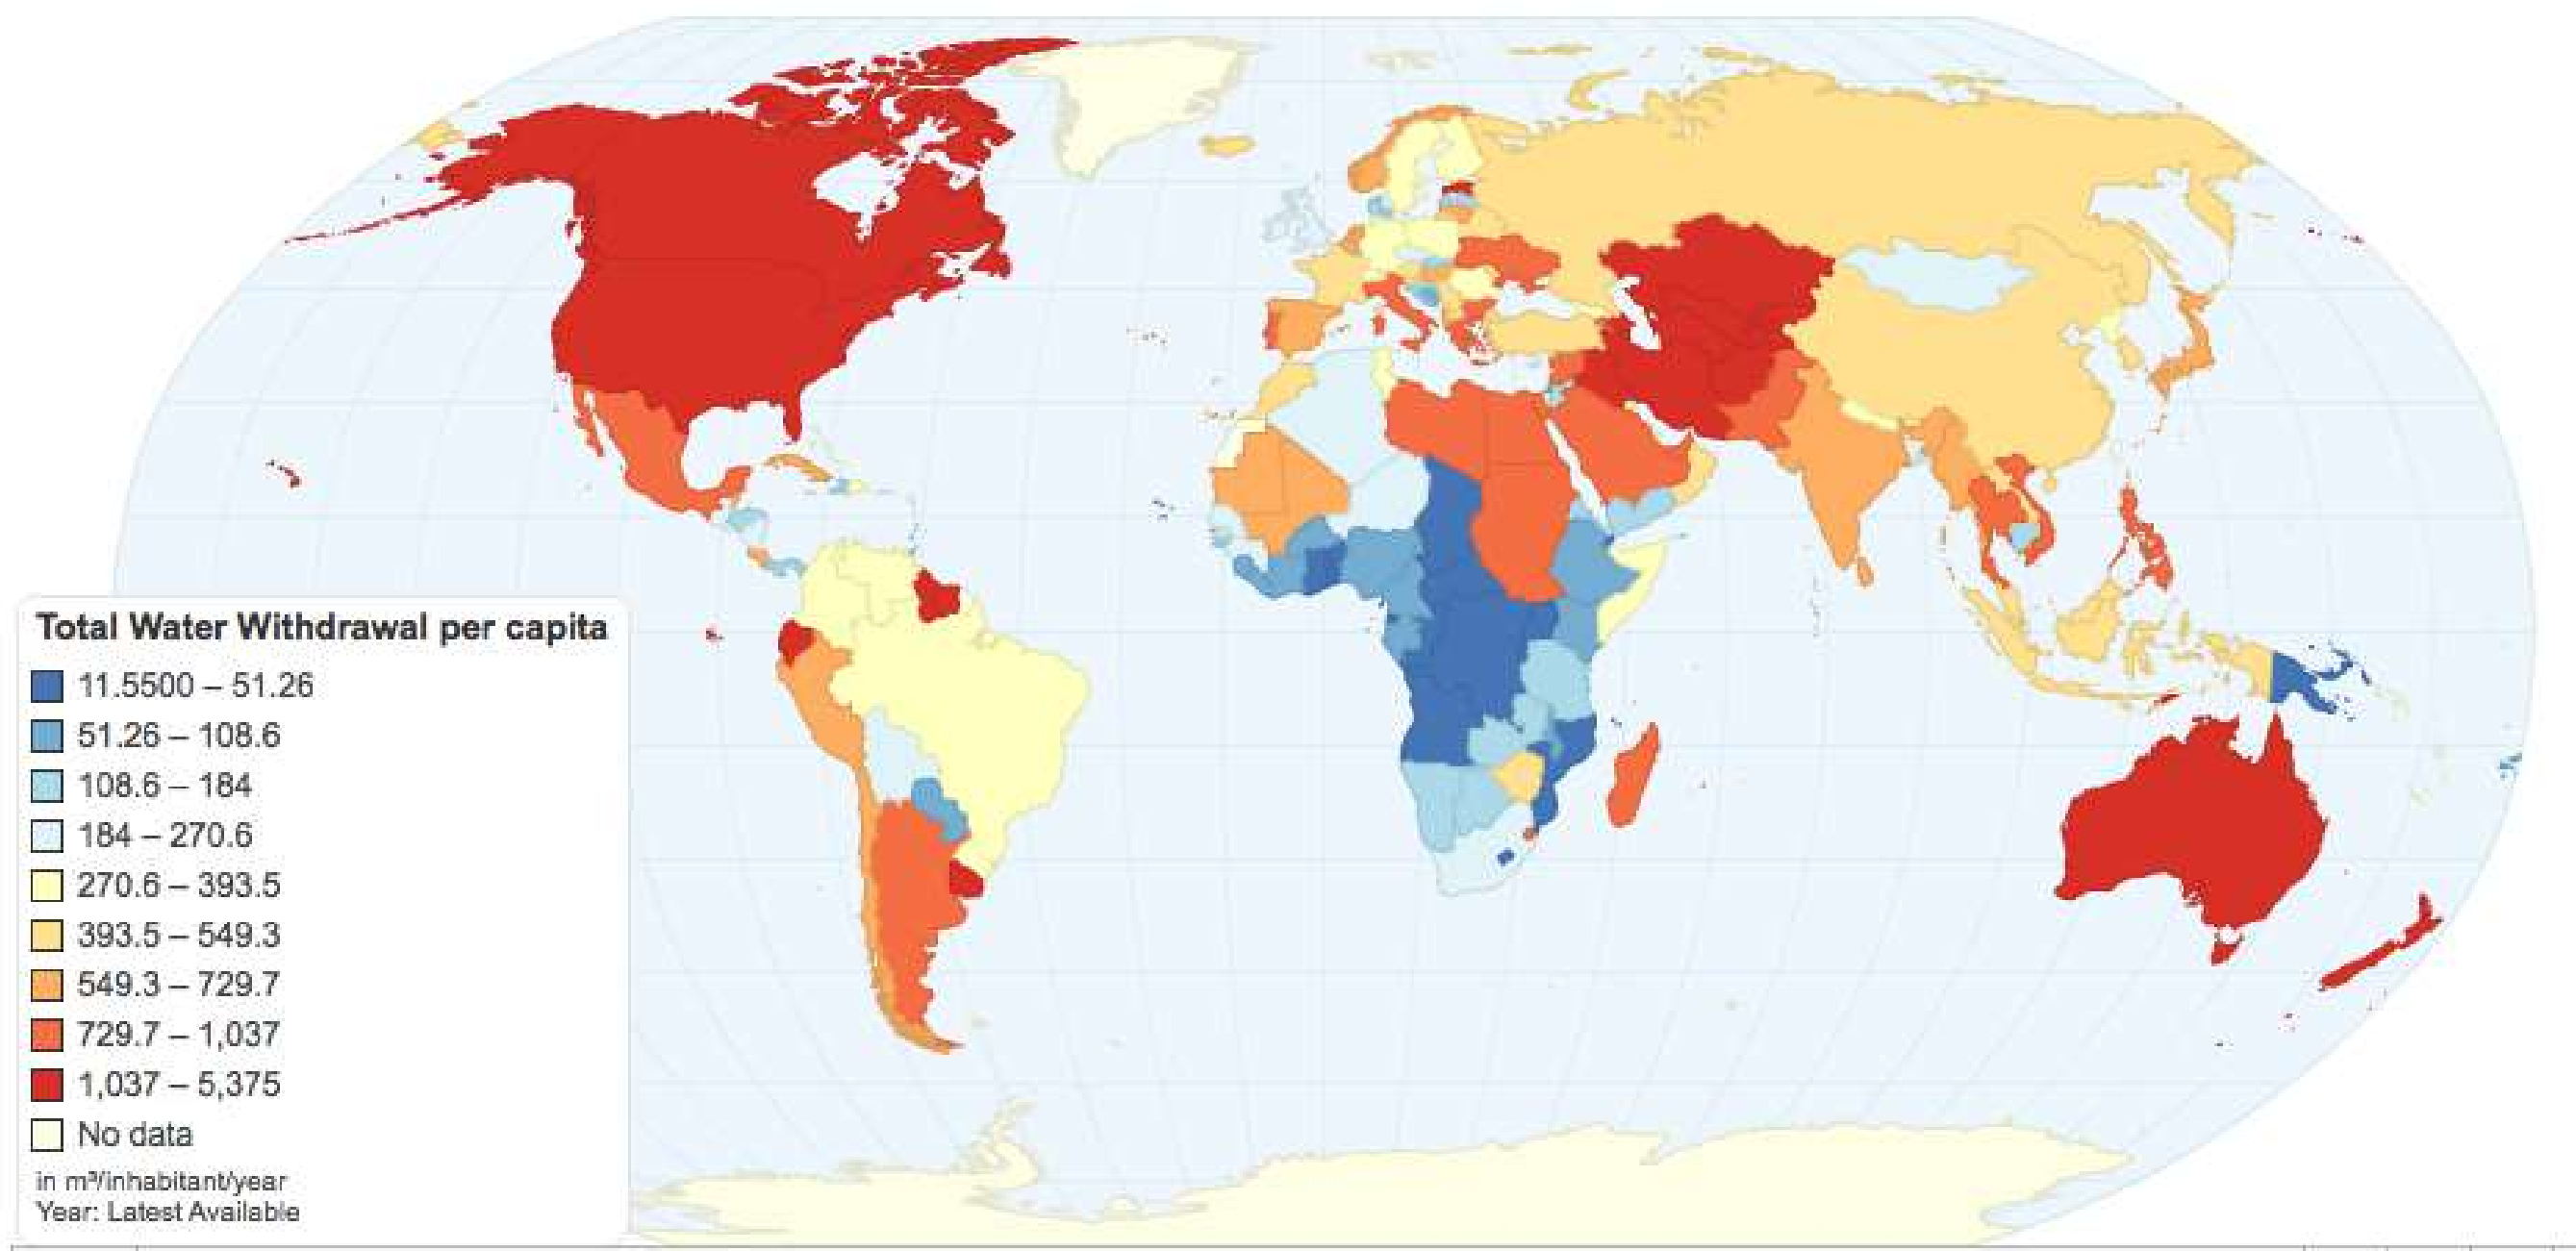 Total Water Withdrawal per capita
11.5500 – 51.26
51.26 – 108.6
108.6 – 184
184 – 270.6
270.6 – 393.5
393.5 – 549.3
549.3 – 729.7
729.7 – 1,037
1,037 – 5,375
No data
in m³/inhabitant/year
Year: Latest Available